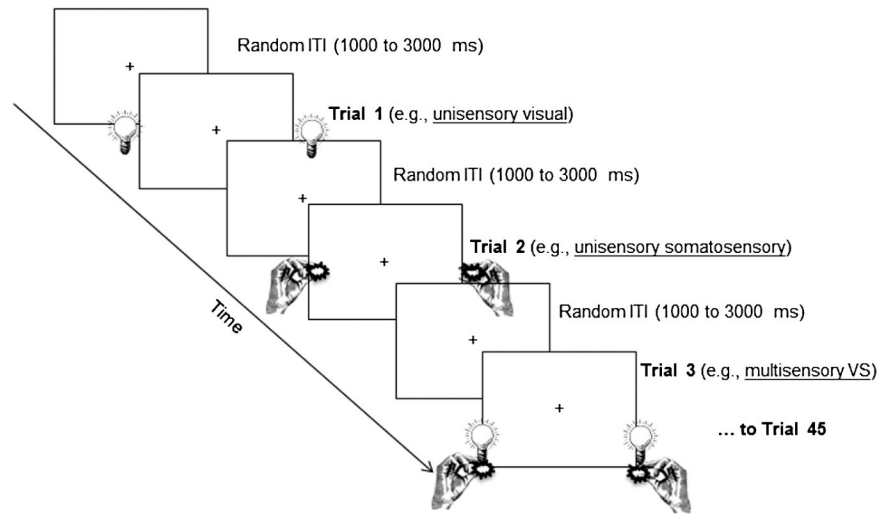 Random ITI (1000 to 3000 ms)
Trial 1 (e.g., unisensory visual)
Random ITI (1000 to 3000 ms)
Trial 2 (e.g., unisensory somatosensory)
Random ITI (1000 to 3000 ms)
Time
Trial 3 (e.g., multisensory VS)
... to Trial 45